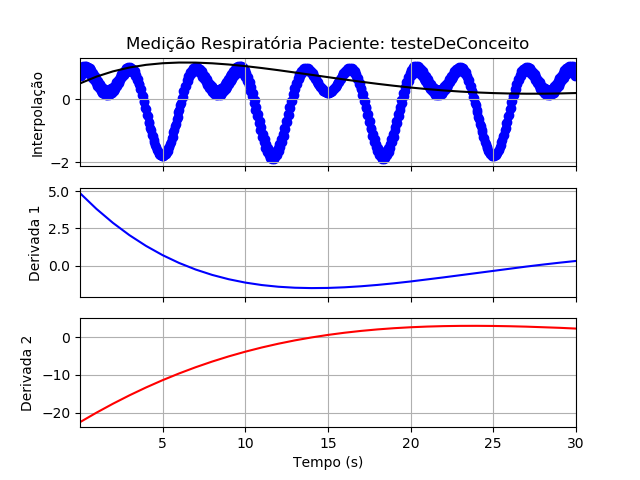 Medição Respiratória Paciente: testeDeConceito
Interpolação
0
−2
Derivada 1
5.0
2.5
0.0
Derivada 2
0
−10
−20
5 10 15 20 25 30
Tempo (s)